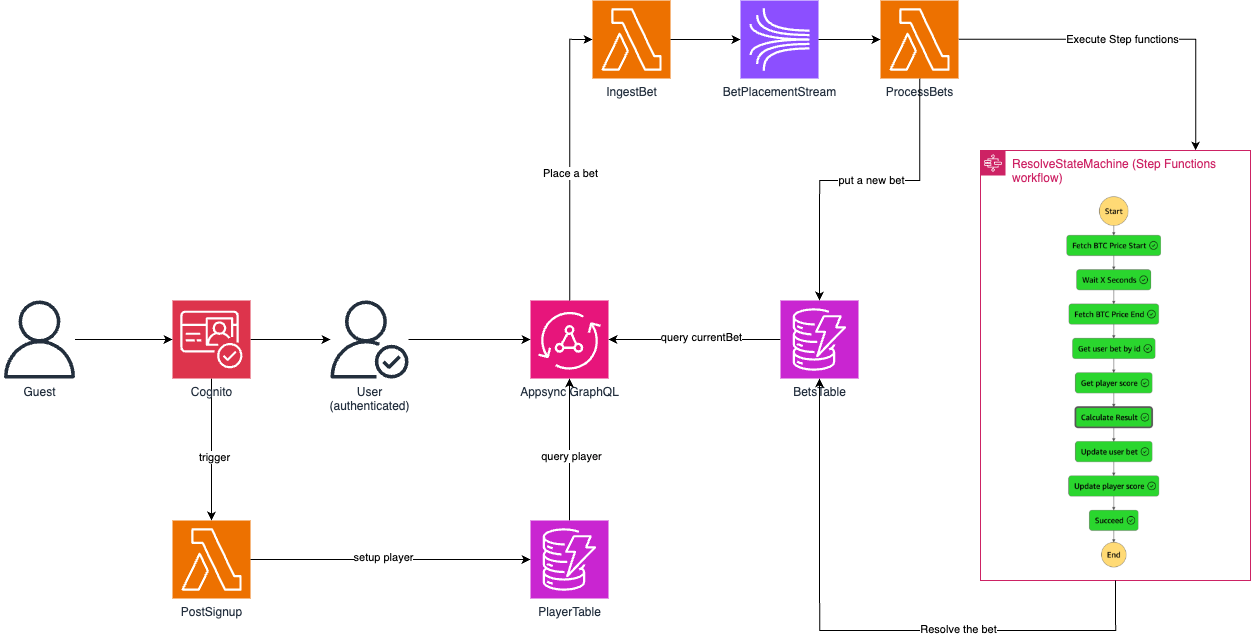 IngestBet
BetPlacementStream
ProcessBets
Execute Step functions
Place a bet
put a new bet
ResolveStateMachine (Step Functions
workflow)
Start
Fetch BTC Price Start
Wait X Seconds
Fetch BTC Price End
Get user bet by id
Get player score
Calculate Result
Update user bet
Update player score
Succeed
End
Guest
Cognito
User
(authenticated)
Appsync GraphQL
query currentBet
BetsTable
trigger
query player
PostSignup
setup player
PlayerTable
Resolve the bet